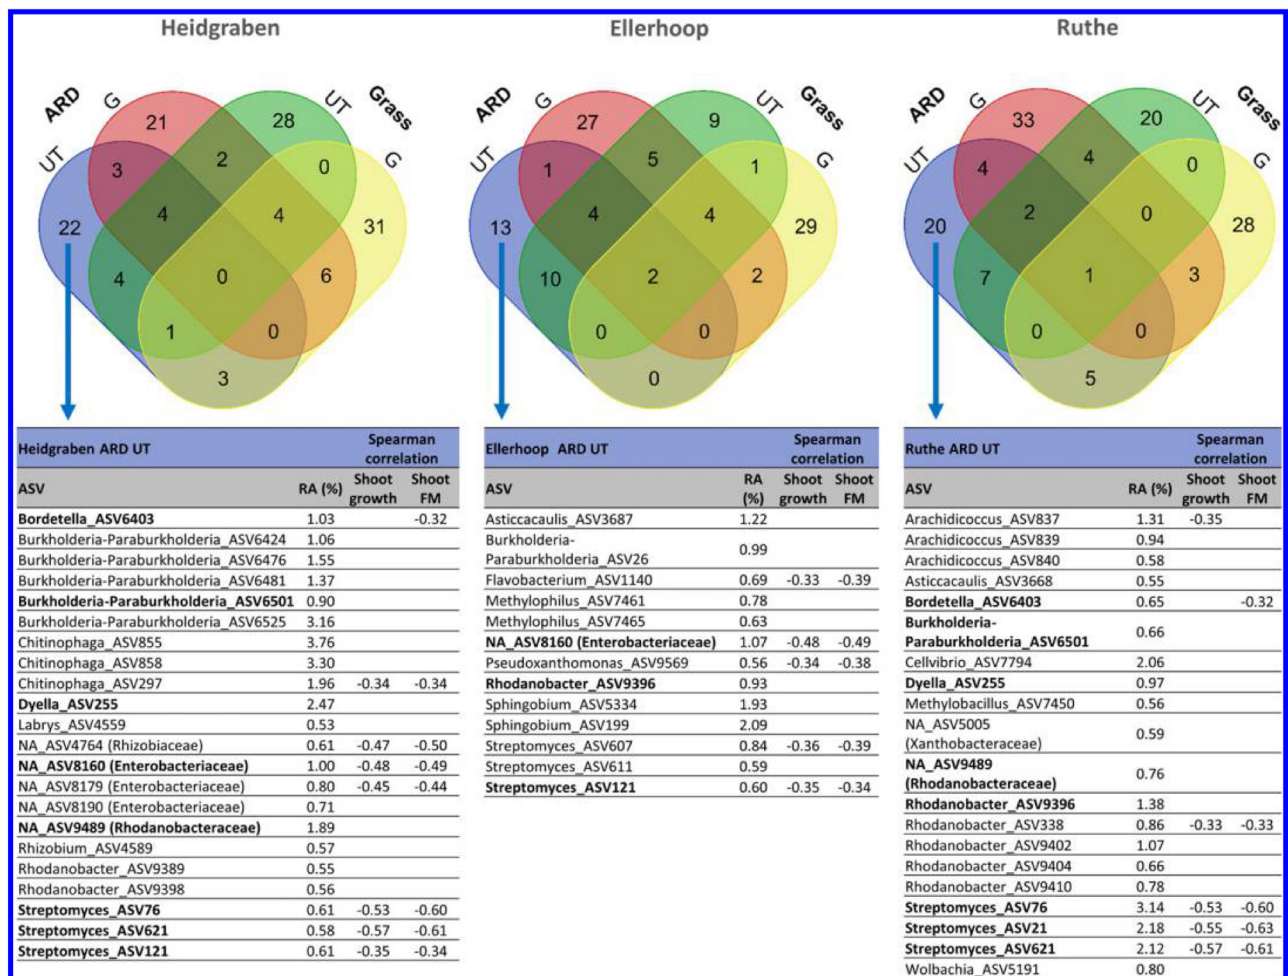 Heidgraben
Ellerhoop
Ruthe
ARD
G
UT
Grass
UT
G
21
28
3
2
0
22
4
4
31
4
0
6
1
0
3
ARD
G
UT
Grass
UT
G
27
9
1
5
1
13
4
4
29
10
2
2
0
0
0
ARD
G
UT
Grass
UT
G
33
20
4
4
0
20
2
0
28
7
1
3
0
0
5
Heidgraben ARD UT Spearman
correlation
ASV RA (%) Shoot growth Shoot FM
Bordetella_ASV6403 1.03 -0.32
Burkholderia-Paraburkholderia_ASV6424 1.06
Burkholderia-Paraburkholderia_ASV6476 1.55
Burkholderia-Paraburkholderia_ASV6481 1.37
Burkholderia-Paraburkholderia_ASV6501 0.90
Burkholderia-Paraburkholderia_ASV6525 3.16
Chitinophaga_ASV855 3.76
Chitinophaga_ASV858 3.30
Chitinophaga_ASV297 1.96 -0.34 -0.34
Dyella_ASV255 2.47
Labrys_ASV4559 0.53
NA_ASV4764 (Rhizobiaceae) 0.61 -0.47 -0.50
NA_ASV8160 (Enterobacteriaceae) 1.00 -0.48 -0.49
NA_ASV8179 (Enterobacteriaceae) 0.80 -0.45 -0.44
NA_ASV8190 (Enterobacteriaceae) 0.71
NA_ASV9489 (Rhodanobacteraceae) 1.89
Rhizobium_ASV4589 0.57
Rhodanobacter_ASV9389 0.55
Rhodanobacter_ASV9398 0.56
Streptomyces_ASV76 0.61 -0.53 -0.60
Streptomyces_ASV621 0.58 -0.57 -0.61
Streptomyces_ASV121 0.61 -0.35 -0.34
Ellerhoop ARD UT Spearman
correlation
ASV RA (%) Shoot growth Shoot FM
Asticcacaulis_ASV3687 1.22
Burkholderia-
Paraburkholderia_ASV26 0.99
Flavobacterium_ASV1140 0.69 -0.33 -0.39
Methylophilus_ASV7461 0.78
Methylophilus_ASV7465 0.63
NA_ASV8160 (Enterobacteriaceae) 1.07 -0.48 -0.49
Pseudoxanthomonas_ASV9569 0.56 -0.34 -0.38
Rhodanobacter_ASV9396 0.93
Sphingobium_ASV5334 1.93
Sphingobium_ASV199 2.09
Streptomyces_ASV607 0.84 -0.36 -0.39
Streptomyces_ASV611 0.59
Streptomyces_ASV121 0.60 -0.35 -0.34
Ruthe ARD UT Spearman
correlation
ASV RA (%) Shoot growth Shoot FM
Arachidicoccus_ASV837 1.31 -0.35
Arachidicoccus_ASV839 0.94
Arachidicoccus_ASV840 0.58
Asticcacaulis_ASV3668 0.55
Bordetella_ASV6403 0.65 -0.32
Burkholderia-
Paraburkholderia_ASV6501 0.66
Cellvibrio_ASV7794 2.06
Dyella_ASV255 0.97
Methylobacillus_ASV7450 0.56
NA_ASV5005
(Xanthobacteraceae) 0.59
NA_ASV9489
(Rhodanobacteraceae) 0.76
Rhodanobacter_ASV9396 1.38
Rhodanobacter_ASV338 0.86 -0.33 -0.33
Rhodanobacter_ASV9402 1.07
Rhodanobacter_ASV9404 0.66
Rhodanobacter_ASV9410 0.78
Streptomyces_ASV76 3.14 -0.53 -0.60
Streptomyces_ASV21 2.18 -0.55 -0.63
Streptomyces_ASV621 2.12 -0.57 -0.61
Wolbachia_ASV5191 0.80